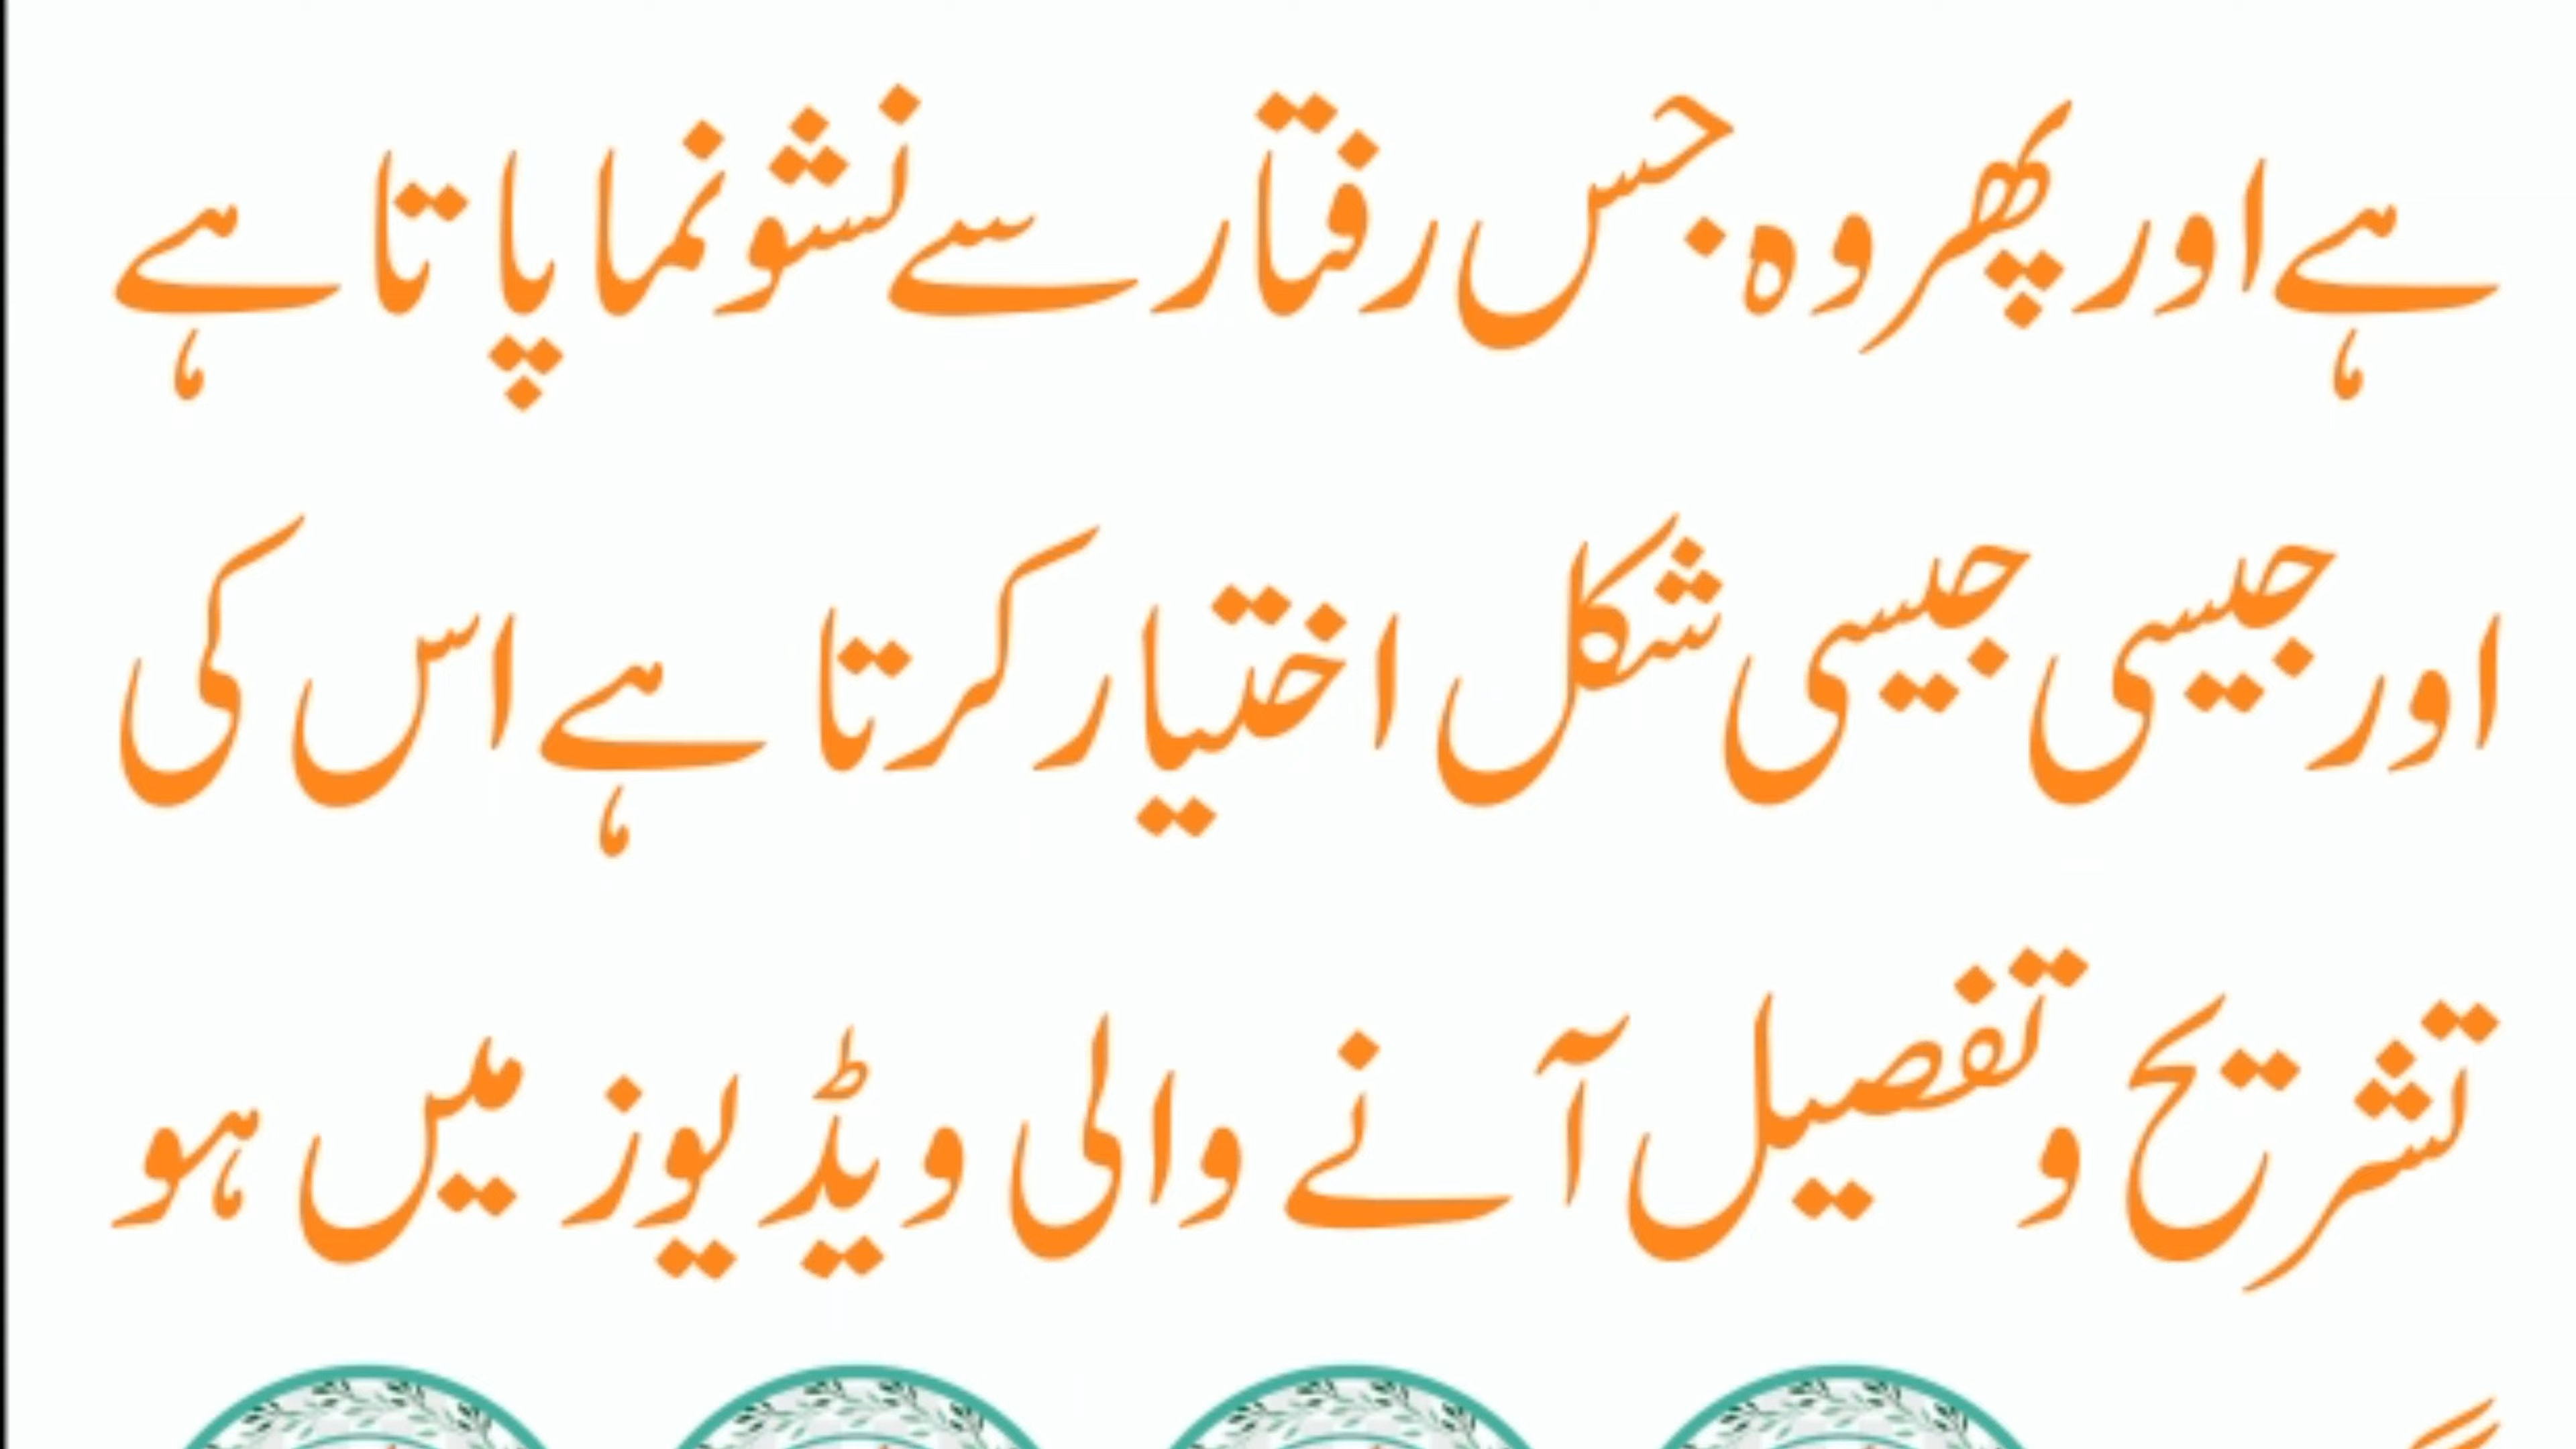 ہے اور پھر وہ جس رفتار سے نشونما پاتا ہے
اور جیسی جیسی شکل اختیار کرتا ہے اس کی
تشریح و تفصیل آنے والی ویڈیوز میں ہو